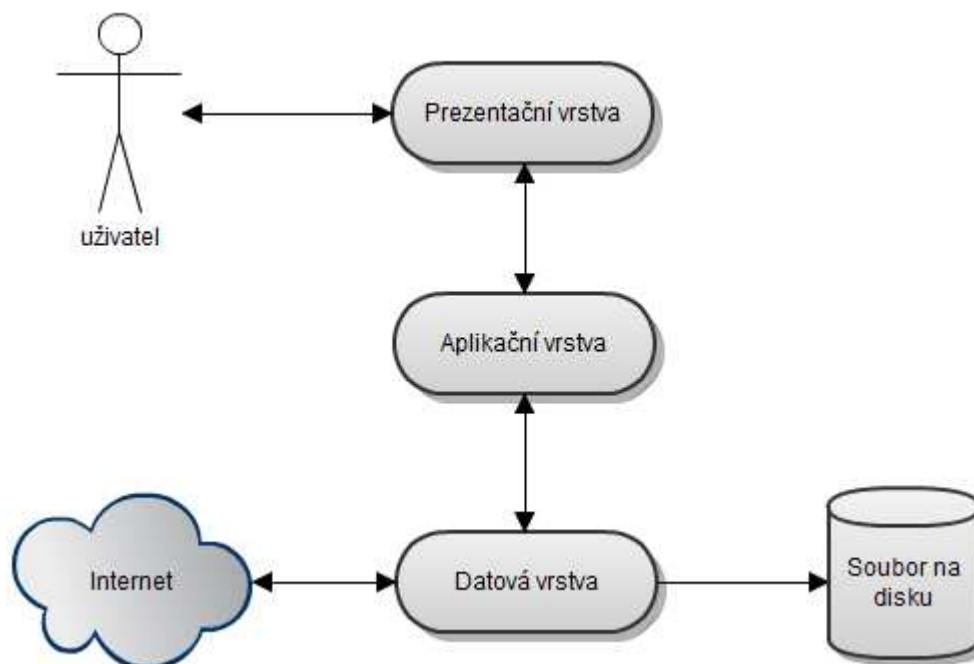 Prezentační vrstva
uživatel
Aplikační vrstva
Internet
Datová vrstva
Soubor na
disku